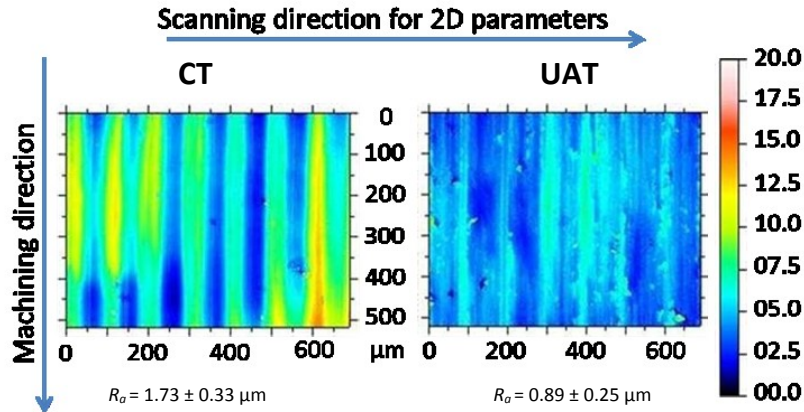 Scanning direction for 2D parameters
CT
UAT
Machining direction
0
100
200
300
400
500
0 200 400 600 µm
0 200 400 600
20.0
17.5
15.0
12.5
10.0
07.5
05.0
02.5
00.0
Ra = 1.73 ± 0.33 µm
Ra = 0.89 ± 0.25 µm